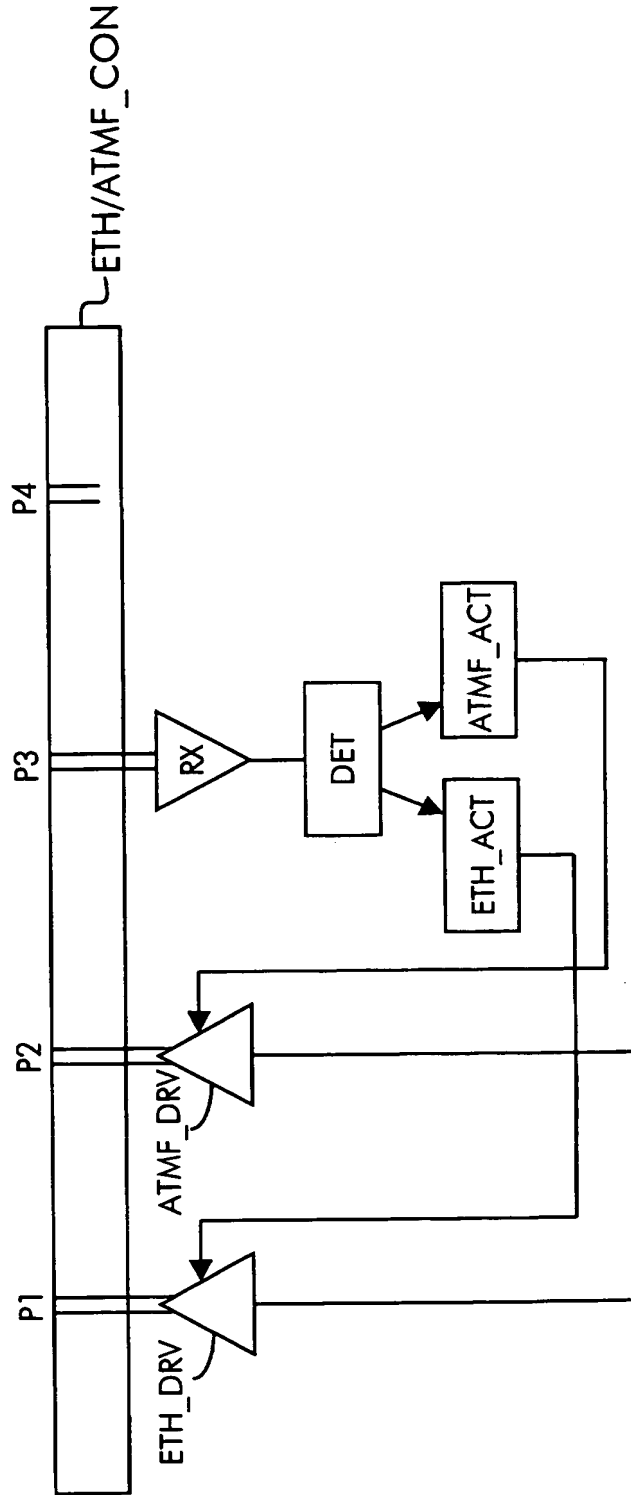 P1
P2
P3
P4
ETH/ATMF_CON
ETH_DRV
ATMF_DRV
RX
DET
ETH_ACT
ATMF_ACT